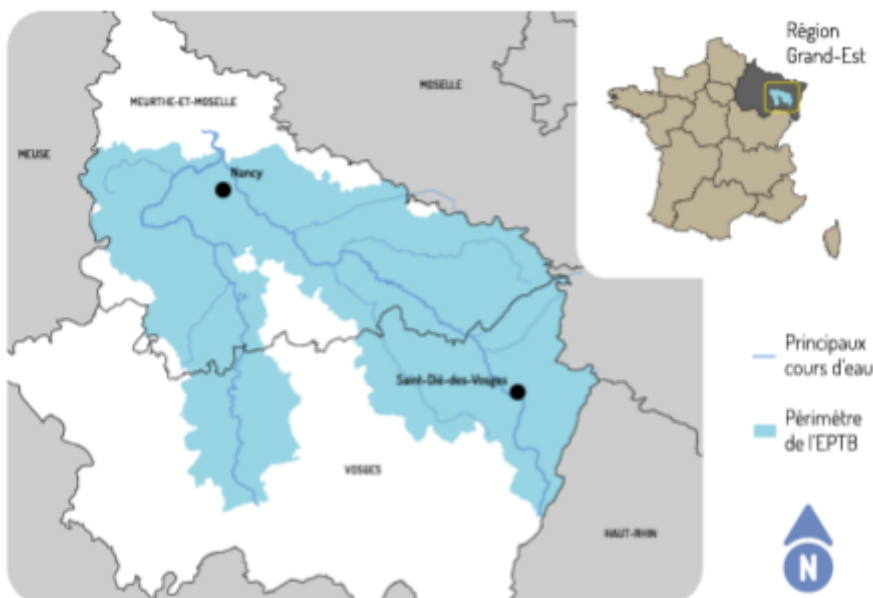 Région
Grand-Est
MOSELLE
MEURTHE-ET-MOSELLE
MEUSE
Nancy
Principaux
cours d'eau
Saint-Dié-des-Vosges
Périmètre
de l'EPTB
VOSGES
HAUT-RHIN
N